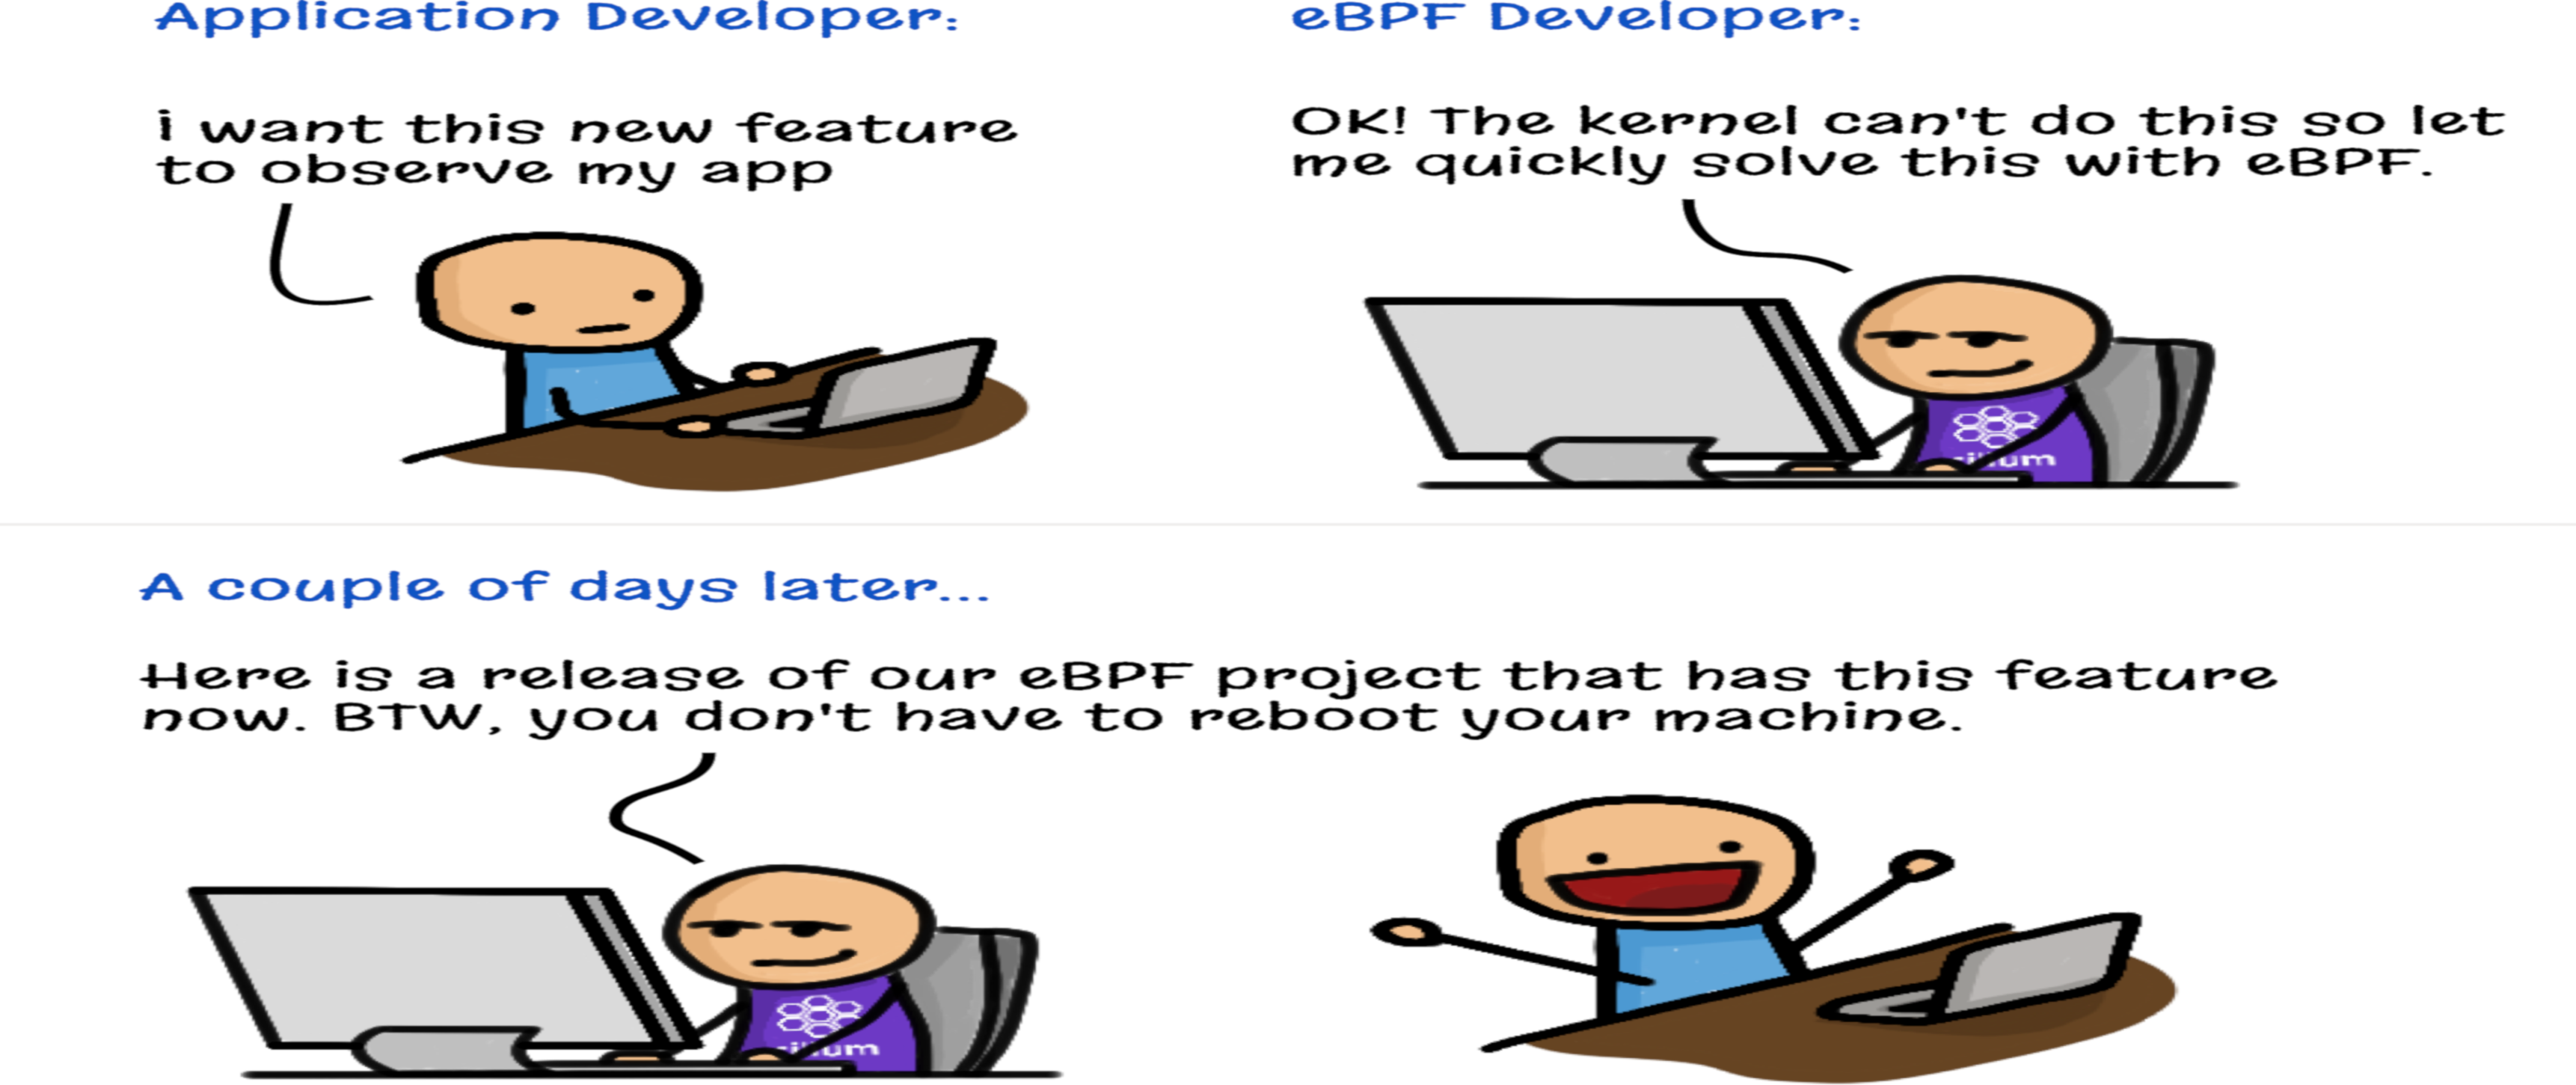 Application Developer:
i want this new feature
to observe my app
eBPF Developer:
OK! The kernel can't do this so let
me quickly solve this with eBPF.
A couple of days later...
Here is a release of our eBPF project that has this feature
now. BTW, you don't have to reboot your machine.